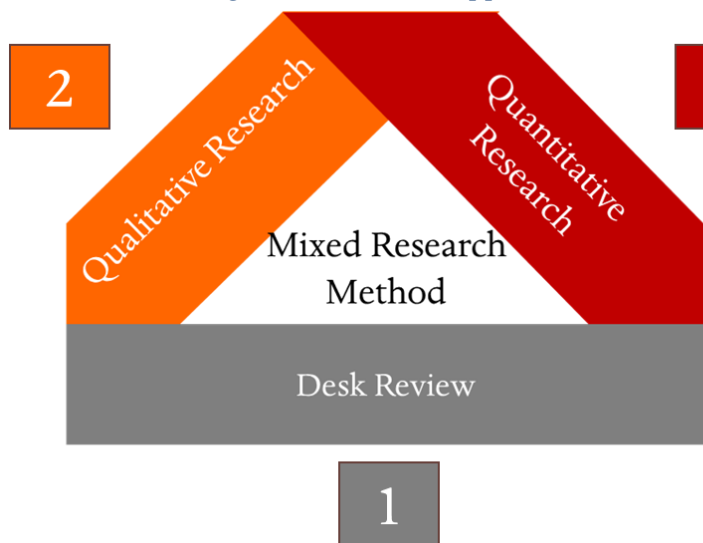 2
Qualitative Research
Quantitative
Research
Mixed Research
Method
Desk Review
1